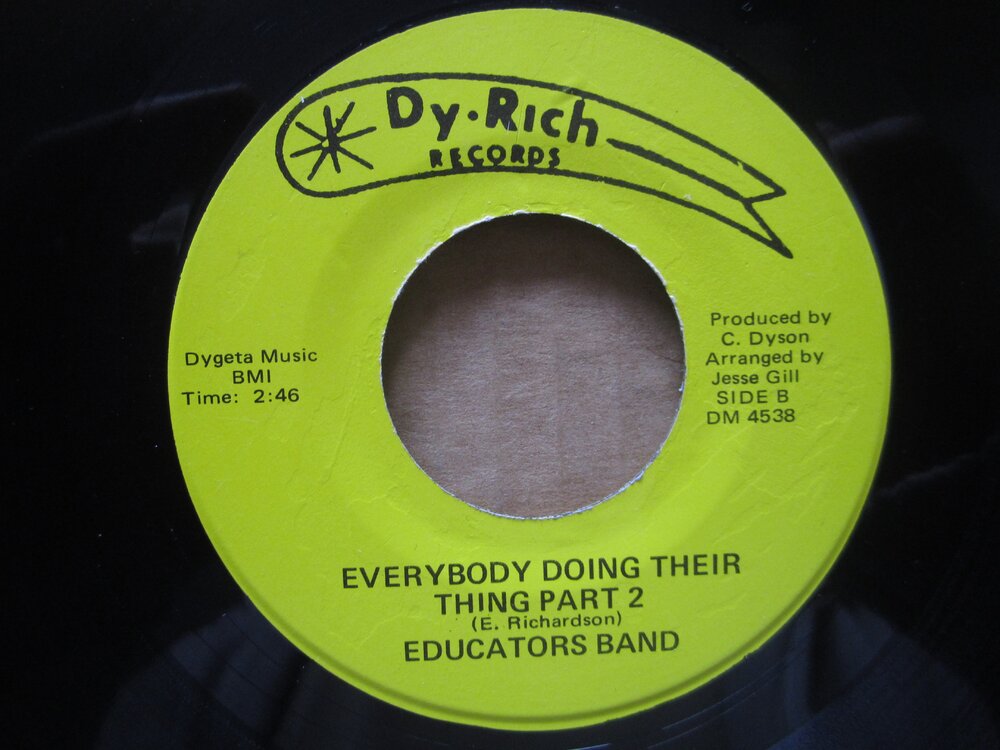 Dy·Rich
RECORDS
Dygeta Music
BMI
Time: 2:46
Produced by
C. Dyson
Arranged by
Jesse Gill
SIDE B
DM 4538
EVERYBODY DOING THEIR
THING PART 2
(E. Richardson)
EDUCATORS BAND